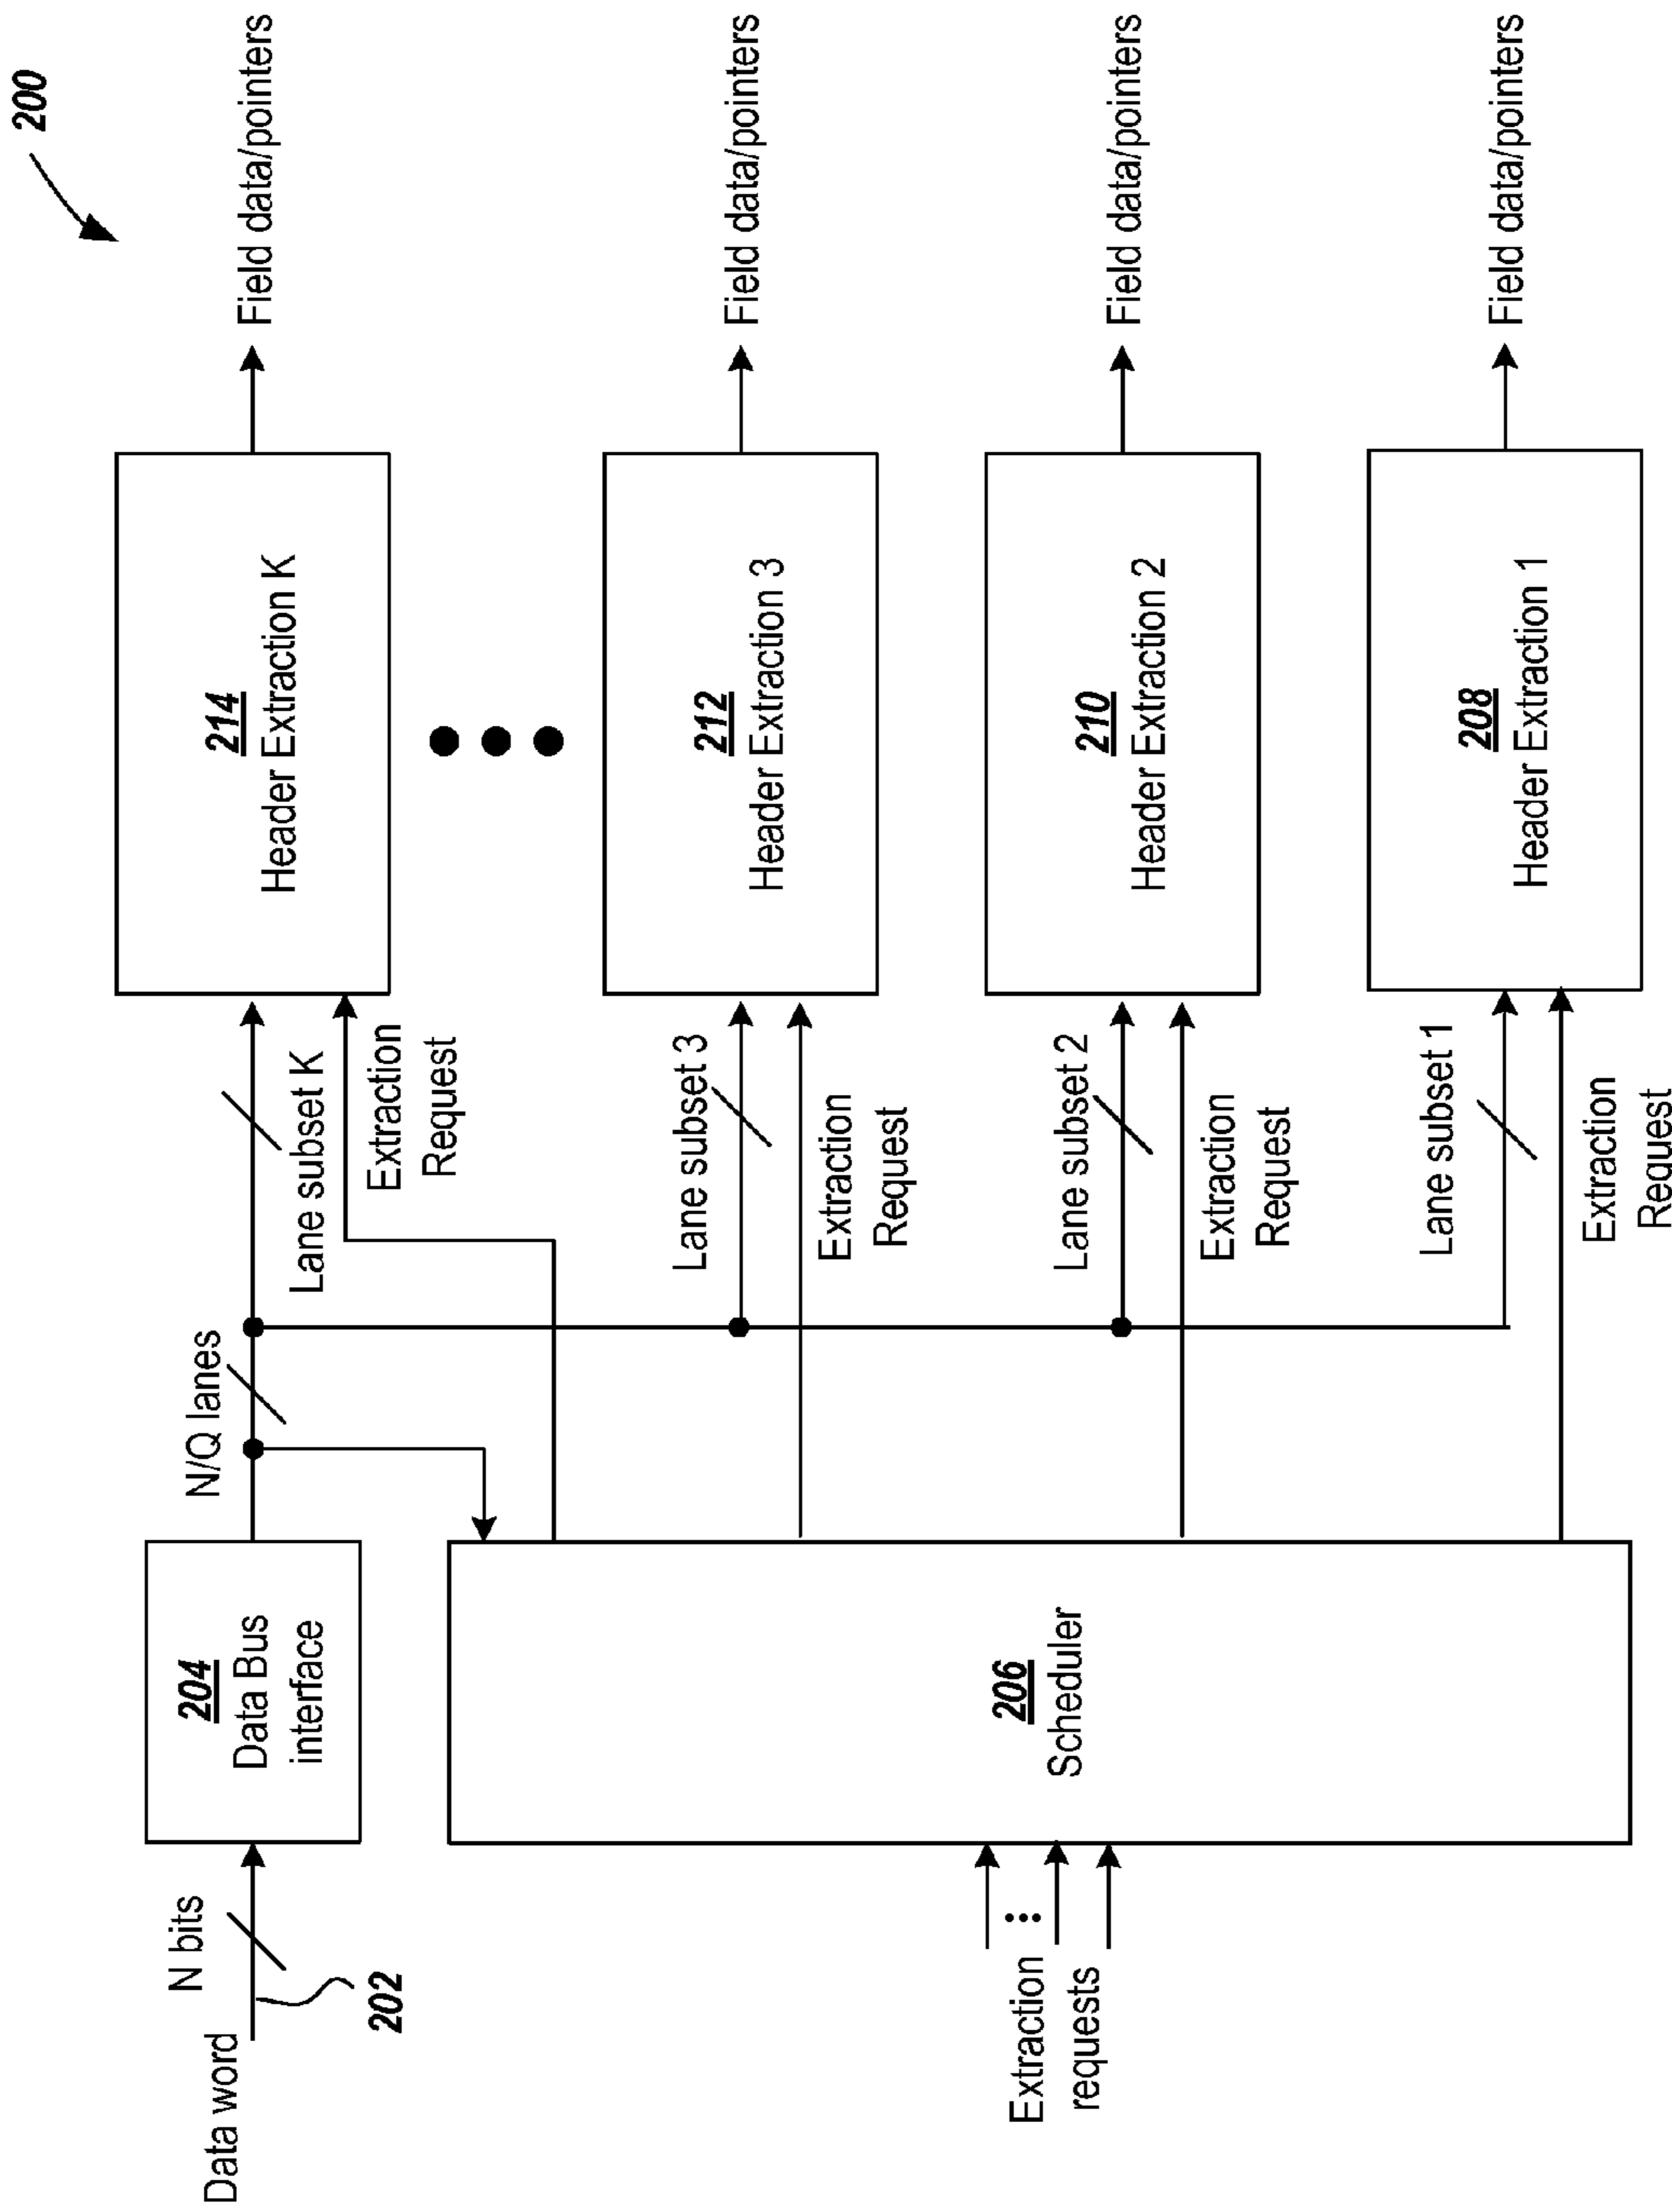 200
Data word
N bits
202
204
Data Bus
interface
N/Q lanes
Lane subset K
Extraction
Request
214
Header Extraction K
Field data/pointers
Lane subset 3
Extraction
Request
212
Header Extraction 3
Field data/pointers
Extraction
requests
206
Scheduler
Lane subset 2
Extraction
Request
210
Header Extraction 2
Field data/pointers
Lane subset 1
Extraction
Request
208
Header Extraction 1
Field data/pointers